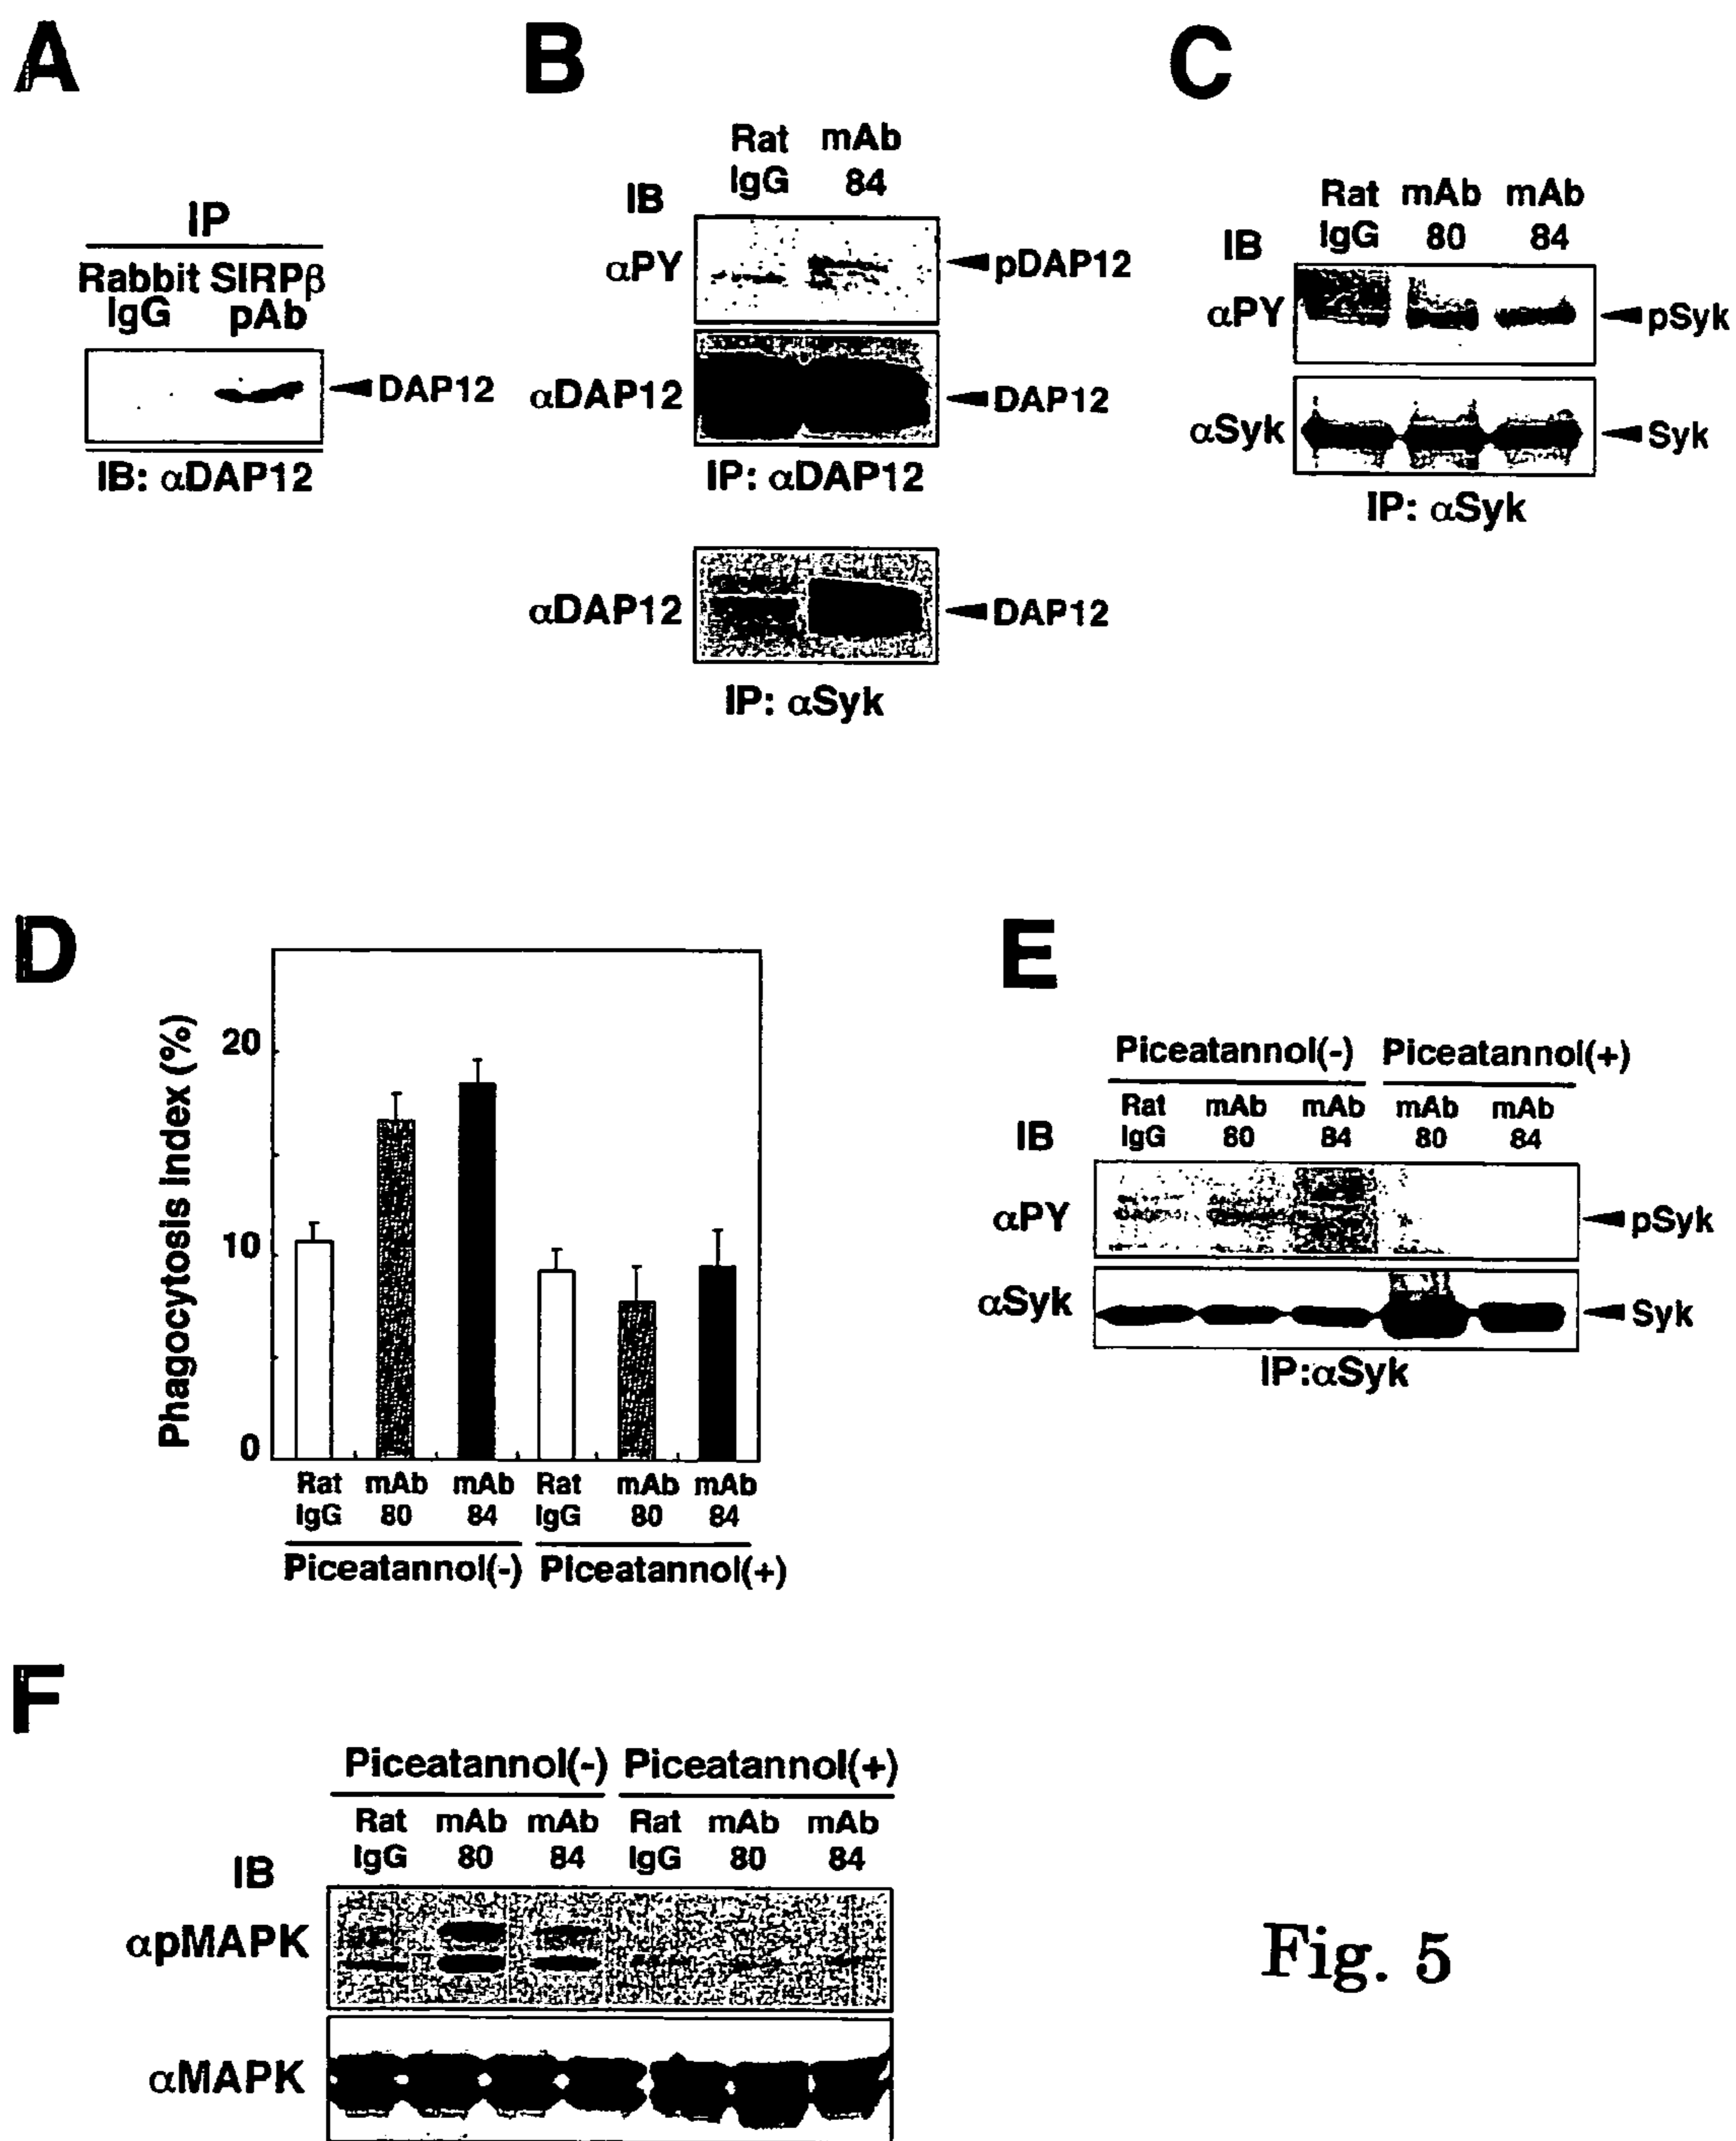 A
IP
Rabbit SIRPβ
IgG pAb
DAP12
IB: αDAP12
B
Rat mAb
IgG 84
IB
αPY
pDAP12
αDAP12
DAP12
IP: αDAP12
αDAP12
DAP12
IP: αSyk
C
Rat mAb mAb
IgG 80 84
IB
αPY
pSyk
αSyk
Syk
IP: αSyk
D
Phagocytosis Index (%)
20
10
0
Rat mAb mAb Rat mAb mAb
IgG 80 84 IgG 80 84
Piceatannol(-) Piceatannol(+)
E
Piceatannol(-) Piceatannol(+)
Rat mAb mAb mAb mAb
IgG 80 84 80 84
IB
αPY
pSyk
αSyk
Syk
IP:αSyk
F
Piceatannol(-) Piceatannol(+)
Rat mAb mAb Rat mAb mAb
IgG 80 84 IgG 80 84
IB
αpMAPK
αMAPK
Fig. 5